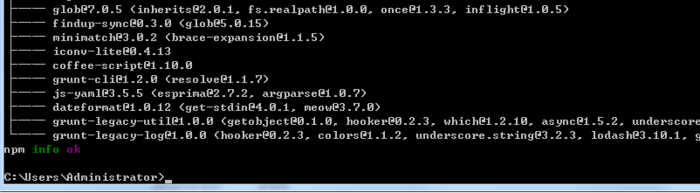 glob@7.0.5 (inherits@2.0.1, fs.realpath@1.0.0, once@1.3.3, inflight@1.0.5)
findup-sync@0.3.0 (glob@5.0.15)
minimatch@3.0.2 (brace-expansion@1.1.5)
iconv-lite@0.4.13
coffee-script@1.10.0
grunt-cli@1.2.0 (resolve@1.1.7)
js-yaml@3.5.5 (esprima@2.7.2, argparse@1.0.7)
dateformat@1.0.12 (get-stdin@4.0.1, meow@3.7.0)
grunt-legacy-util@1.0.0 (getobject@0.1.0, hooker@0.2.3, which@1.2.10, async@1.5.2, underscore
grunt-legacy-log@1.0.0 (hooker@0.2.3, colors@1.1.2, underscore.string@3.2.3, lodash@3.10.1, g
npm info ok
C:\Users\Administrator>_